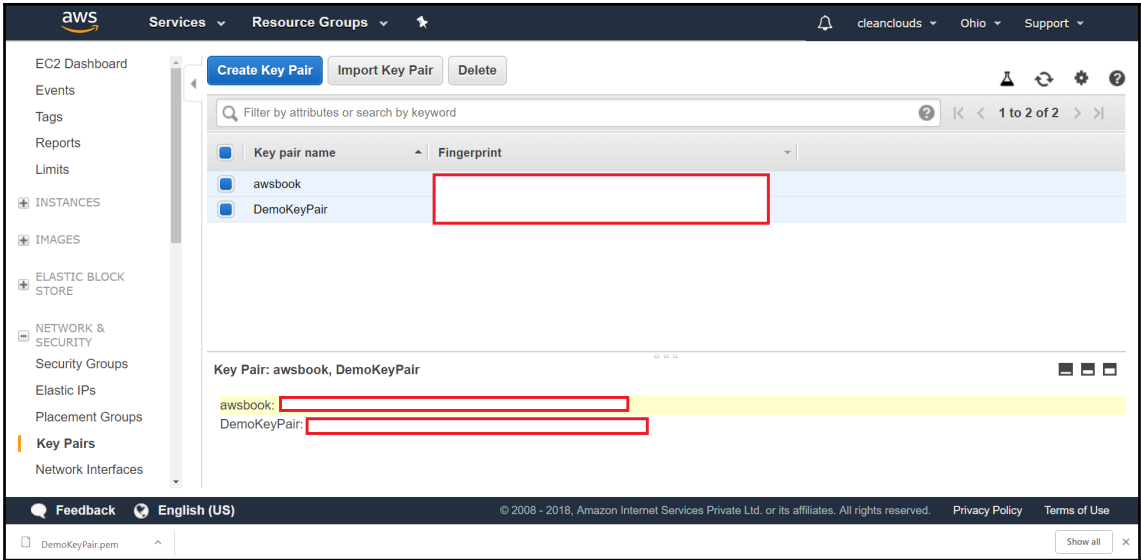 aws Services Resource Groups cleanclouds Ohio Support
EC2 Dashboard
Events
Tags
Reports
Limits
INSTANCES
IMAGES
ELASTIC BLOCK
STORE
NETWORK &
SECURITY
Security Groups
Elastic IPs
Placement Groups
Key Pairs
Network Interfaces
Create Key Pair Import Key Pair Delete
Filter by attributes or search by keyword 1 to 2 of 2
Key pair name Fingerprint
awsbook
DemoKeyPair
Key Pair: awsbook, DemoKeyPair
awsbook:
DemoKeyPair:
Feedback English (US) © 2008 - 2018, Amazon Internet Services Private Ltd. or its affiliates. All rights reserved. Privacy Policy Terms of Use
DemoKeyPair.pem Show all